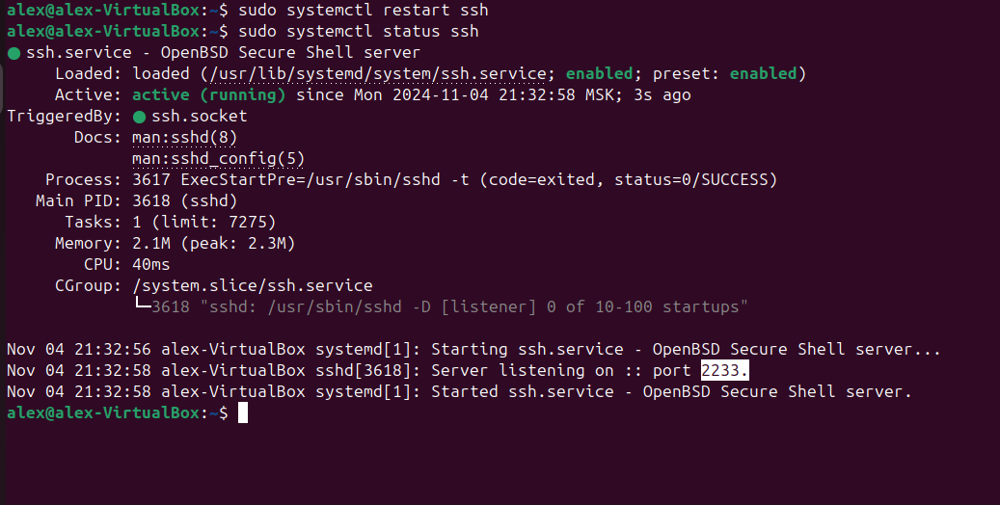 alex@alex-VirtualBox:~$ sudo systemctl restart ssh
alex@alex-VirtualBox:~$ sudo systemctl status ssh
● ssh.service - OpenBSD Secure Shell server
     Loaded: loaded (/usr/lib/systemd/system/ssh.service; enabled; preset: enabled)
     Active: active (running) since Mon 2024-11-04 21:32:58 MSK; 3s ago
TriggeredBy: ● ssh.socket
       Docs: man:sshd(8)
             man:sshd_config(5)
    Process: 3617 ExecStartPre=/usr/sbin/sshd -t (code=exited, status=0/SUCCESS)
   Main PID: 3618 (sshd)
      Tasks: 1 (limit: 7275)
     Memory: 2.1M (peak: 2.3M)
        CPU: 40ms
     CGroup: /system.slice/ssh.service
             └─3618 "sshd: /usr/sbin/sshd -D [listener] 0 of 10-100 startups"
Nov 04 21:32:56 alex-VirtualBox systemd[1]: Starting ssh.service - OpenBSD Secure Shell server...
Nov 04 21:32:58 alex-VirtualBox sshd[3618]: Server listening on :: port 2233.
Nov 04 21:32:58 alex-VirtualBox systemd[1]: Started ssh.service - OpenBSD Secure Shell server.
alex@alex-VirtualBox:~$